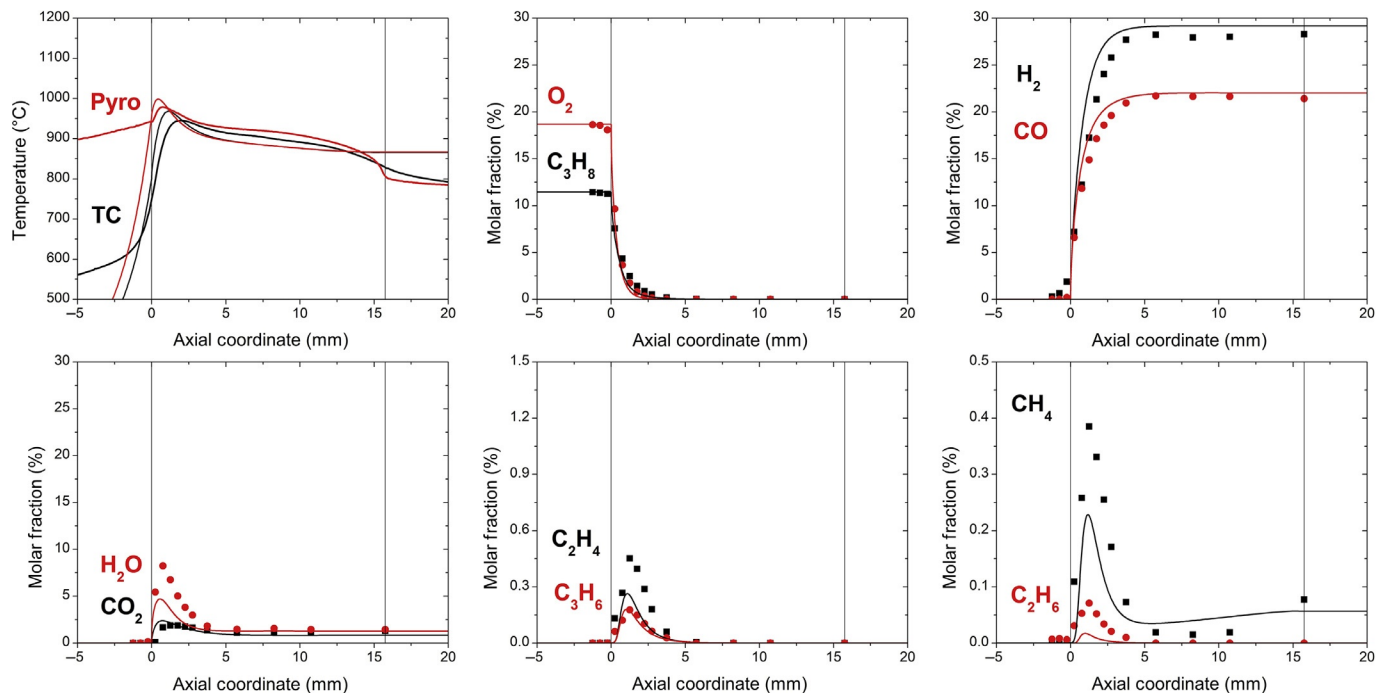 1200
1100
1000
900
800
700
600
500
Temperature (°C)
Pyro
TC
−5 0 5 10 15 20
Axial coordinate (mm)
30
25
20
15
10
5
0
Molar fraction (%)
O2
C3H8
−5 0 5 10 15 20
Axial coordinate (mm)
30
25
20
15
10
5
0
Molar fraction (%)
H2
CO
−5 0 5 10 15 20
Axial coordinate (mm)
30
25
20
15
10
5
0
Molar fraction (%)
H2O
CO2
−5 0 5 10 15 20
Axial coordinate (mm)
1.5
1.2
0.9
0.6
0.3
0.0
Molar fraction (%)
C2H4
C3H6
−5 0 5 10 15 20
Axial coordinate (mm)
0.5
0.4
0.3
0.2
0.1
0.0
Molar fraction (%)
CH4
C2H6
−5 0 5 10 15 20
Axial coordinate (mm)